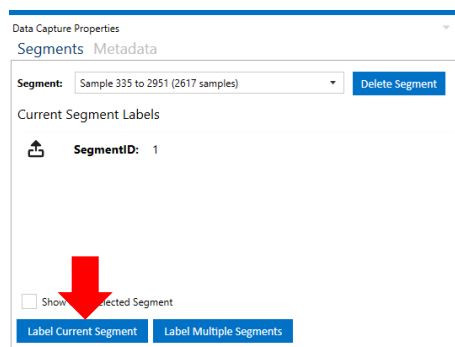 Data Capture Properties
Segments Metadata
Segment: Sample 335 to 2951 (2617 samples) Delete Segment
Current Segment Labels
SegmentID: 1
Show selected Segment
Label Current Segment Label Multiple Segments